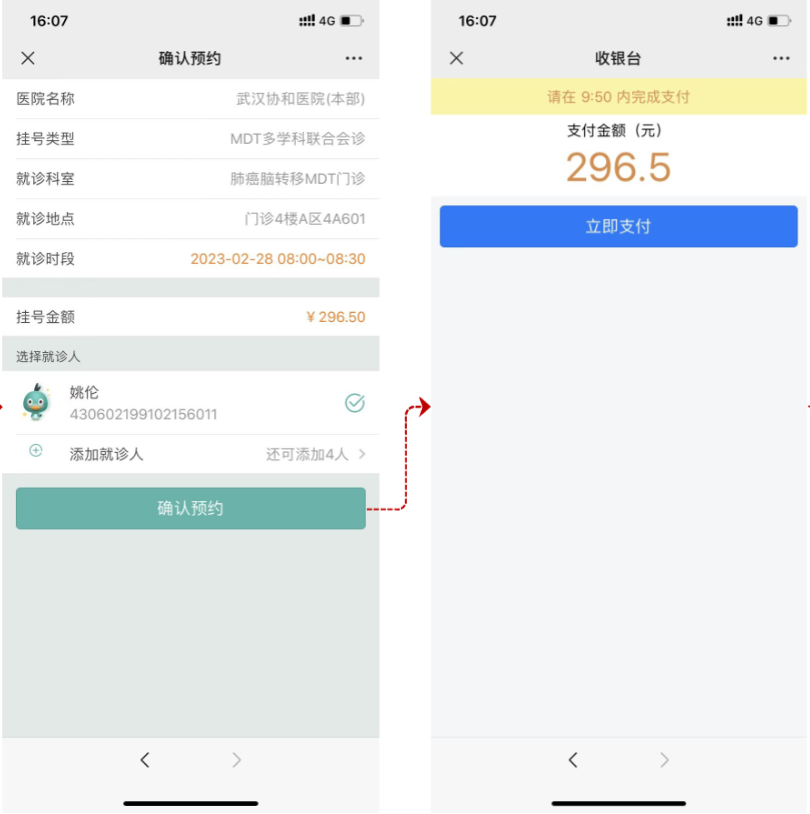 16:07
4G
确认预约
医院名称 武汉协和医院(本部)
挂号类型 MDT多学科联合会诊
就诊科室 肺癌脑转移MDT门诊
就诊地点 门诊4楼A区4A601
就诊时段 2023-02-28 08:00~08:30
挂号金额 ¥296.50
选择就诊人
姚伦
430602199102156011
添加就诊人 还可添加4人
确认预约
16:07
4G
收银台
请在 9:50 内完成支付
支付金额（元）
296.5
立即支付